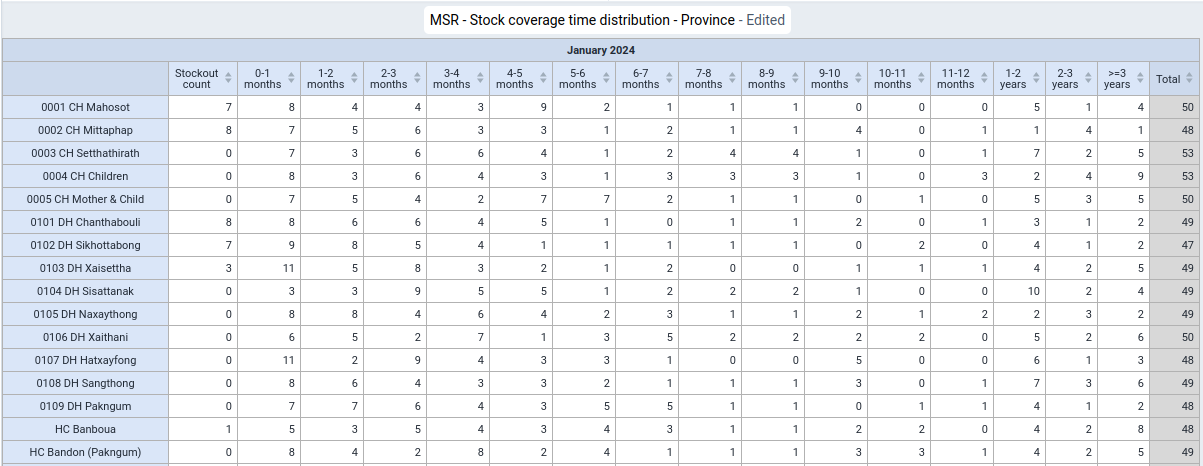 MSR - Stock coverage time distribution - Province - Edited
January 2024
Stockout count 0-1 months 1-2 months 2-3 months 3-4 months 4-5 months 5-6 months 6-7 months 7-8 months 8-9 months 9-10 months 10-11 months 11-12 months 1-2 years 2-3 years >=3 years Total
0001 CH Mahosot 7 8 4 4 3 9 2 1 1 1 0 0 0 5 1 4 50
0002 CH Mittaphap 8 7 5 6 3 3 1 2 1 1 4 0 1 1 4 1 48
0003 CH Setthathirath 0 7 3 6 6 4 1 2 4 4 1 0 1 7 2 5 53
0004 CH Children 0 8 3 6 4 3 1 3 3 3 1 0 3 2 4 9 53
0005 CH Mother & Child 0 7 5 4 2 7 7 2 1 1 0 1 0 5 3 5 50
0101 DH Chanthabouli 8 8 6 6 4 5 1 0 1 1 2 0 1 3 1 2 49
0102 DH Sikhottabong 7 9 8 5 4 1 1 1 1 1 0 2 0 4 1 2 47
0103 DH Xaisettha 3 11 5 8 3 2 1 2 0 0 1 1 1 4 2 5 49
0104 DH Sisattanak 0 3 3 9 5 5 1 2 2 2 1 0 0 10 2 4 49
0105 DH Naxaythong 0 8 8 4 6 4 2 3 1 1 2 1 2 2 3 2 49
0106 DH Xaithani 0 6 5 2 7 1 3 5 2 2 2 2 0 5 2 6 50
0107 DH Hatxayfong 0 11 2 9 4 3 3 1 0 0 5 0 0 6 1 3 48
0108 DH Sangthong 0 8 6 4 3 3 2 1 1 1 3 0 1 7 3 6 49
0109 DH Pakngum 0 7 7 6 4 3 5 5 1 1 0 1 1 4 1 2 48
HC Banboua 1 5 3 5 4 3 4 3 1 1 2 2 0 4 2 8 48
HC Bandon (Pakngum) 0 8 4 2 8 2 4 1 1 1 3 3 1 4 2 5 49